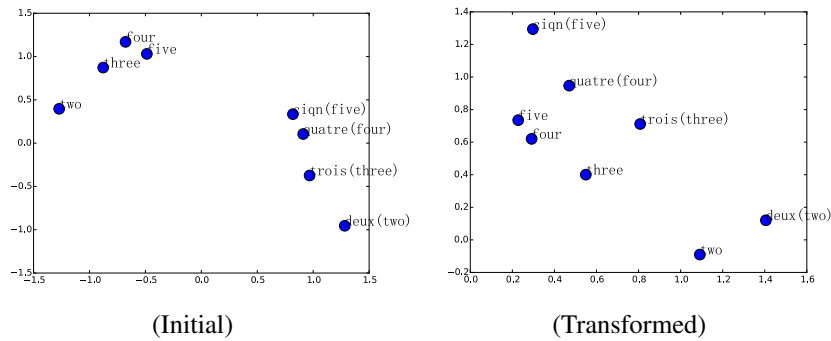 1.5
1.0
0.5
0.0
−0.5
−1.0
−1.5
−1.5
−1.0
−0.5
0.0
0.5
1.0
1.5
four
five
three
two
ciqn(five)
quatre(four)
trois(three)
deux(two)
(Initial)
1.4
1.2
1.0
0.8
0.6
0.4
0.2
0.0
−0.2
0.0
0.2
0.4
0.6
0.8
1.0
1.2
1.4
1.6
ciqn(five)
quatre(four)
five
trois(three)
four
three
deux(two)
two
(Transformed)